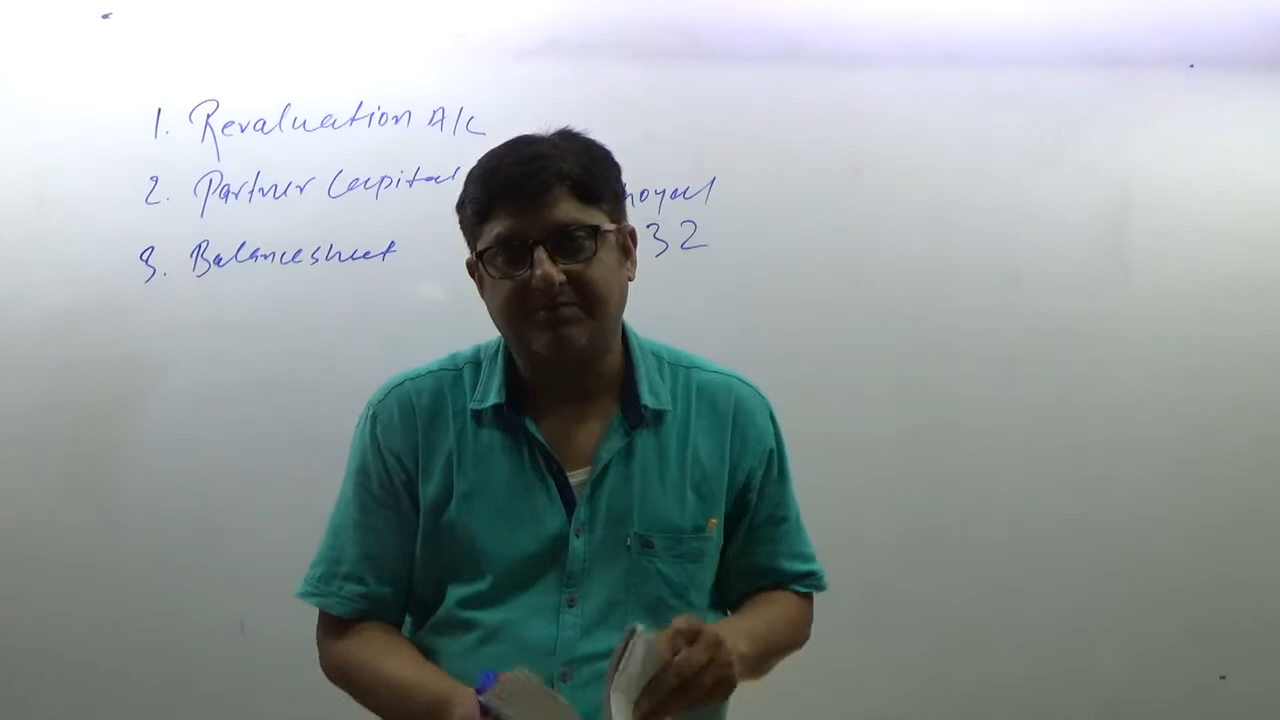 1. Revaluation A/c
2. Partner Capital
3. Balancesheet
32